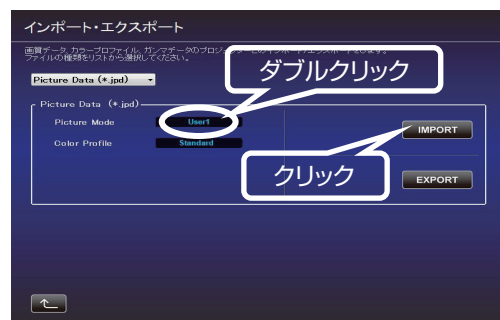 インポート・エクスポート
画質データ、カラープロファイル、ガンマデータのプロジェクターとのインポート/エクスポートをします。
ファイルの種類をリストから選択してください。
ダブルクリック
Picture Data (*.jpd)
Picture Data (*.jpd)
Picture Mode
User1
IMPORT
Color Profile
Standard
クリック
EXPORT